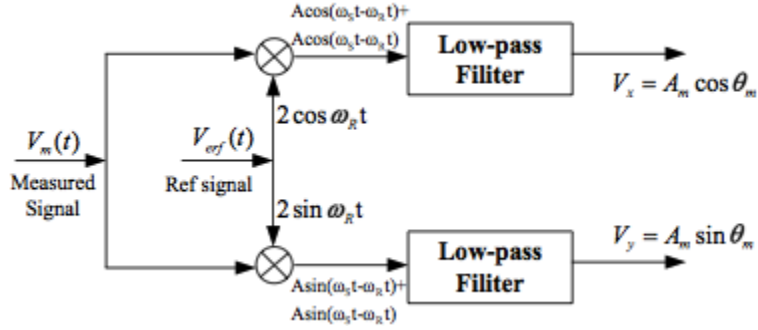 Acos(ωSt-ωRt)+
Acos(ωSt-ωRt)
Low-pass
Filiter
Vx = Am cos θm
2 cos ωRt
Vm(t)
Verf(t)
Measured
Signal
Ref signal
2 sin ωRt
Vy = Am sin θm
Low-pass
Filiter
Asin(ωSt-ωRt)+
Asin(ωSt-ωRt)